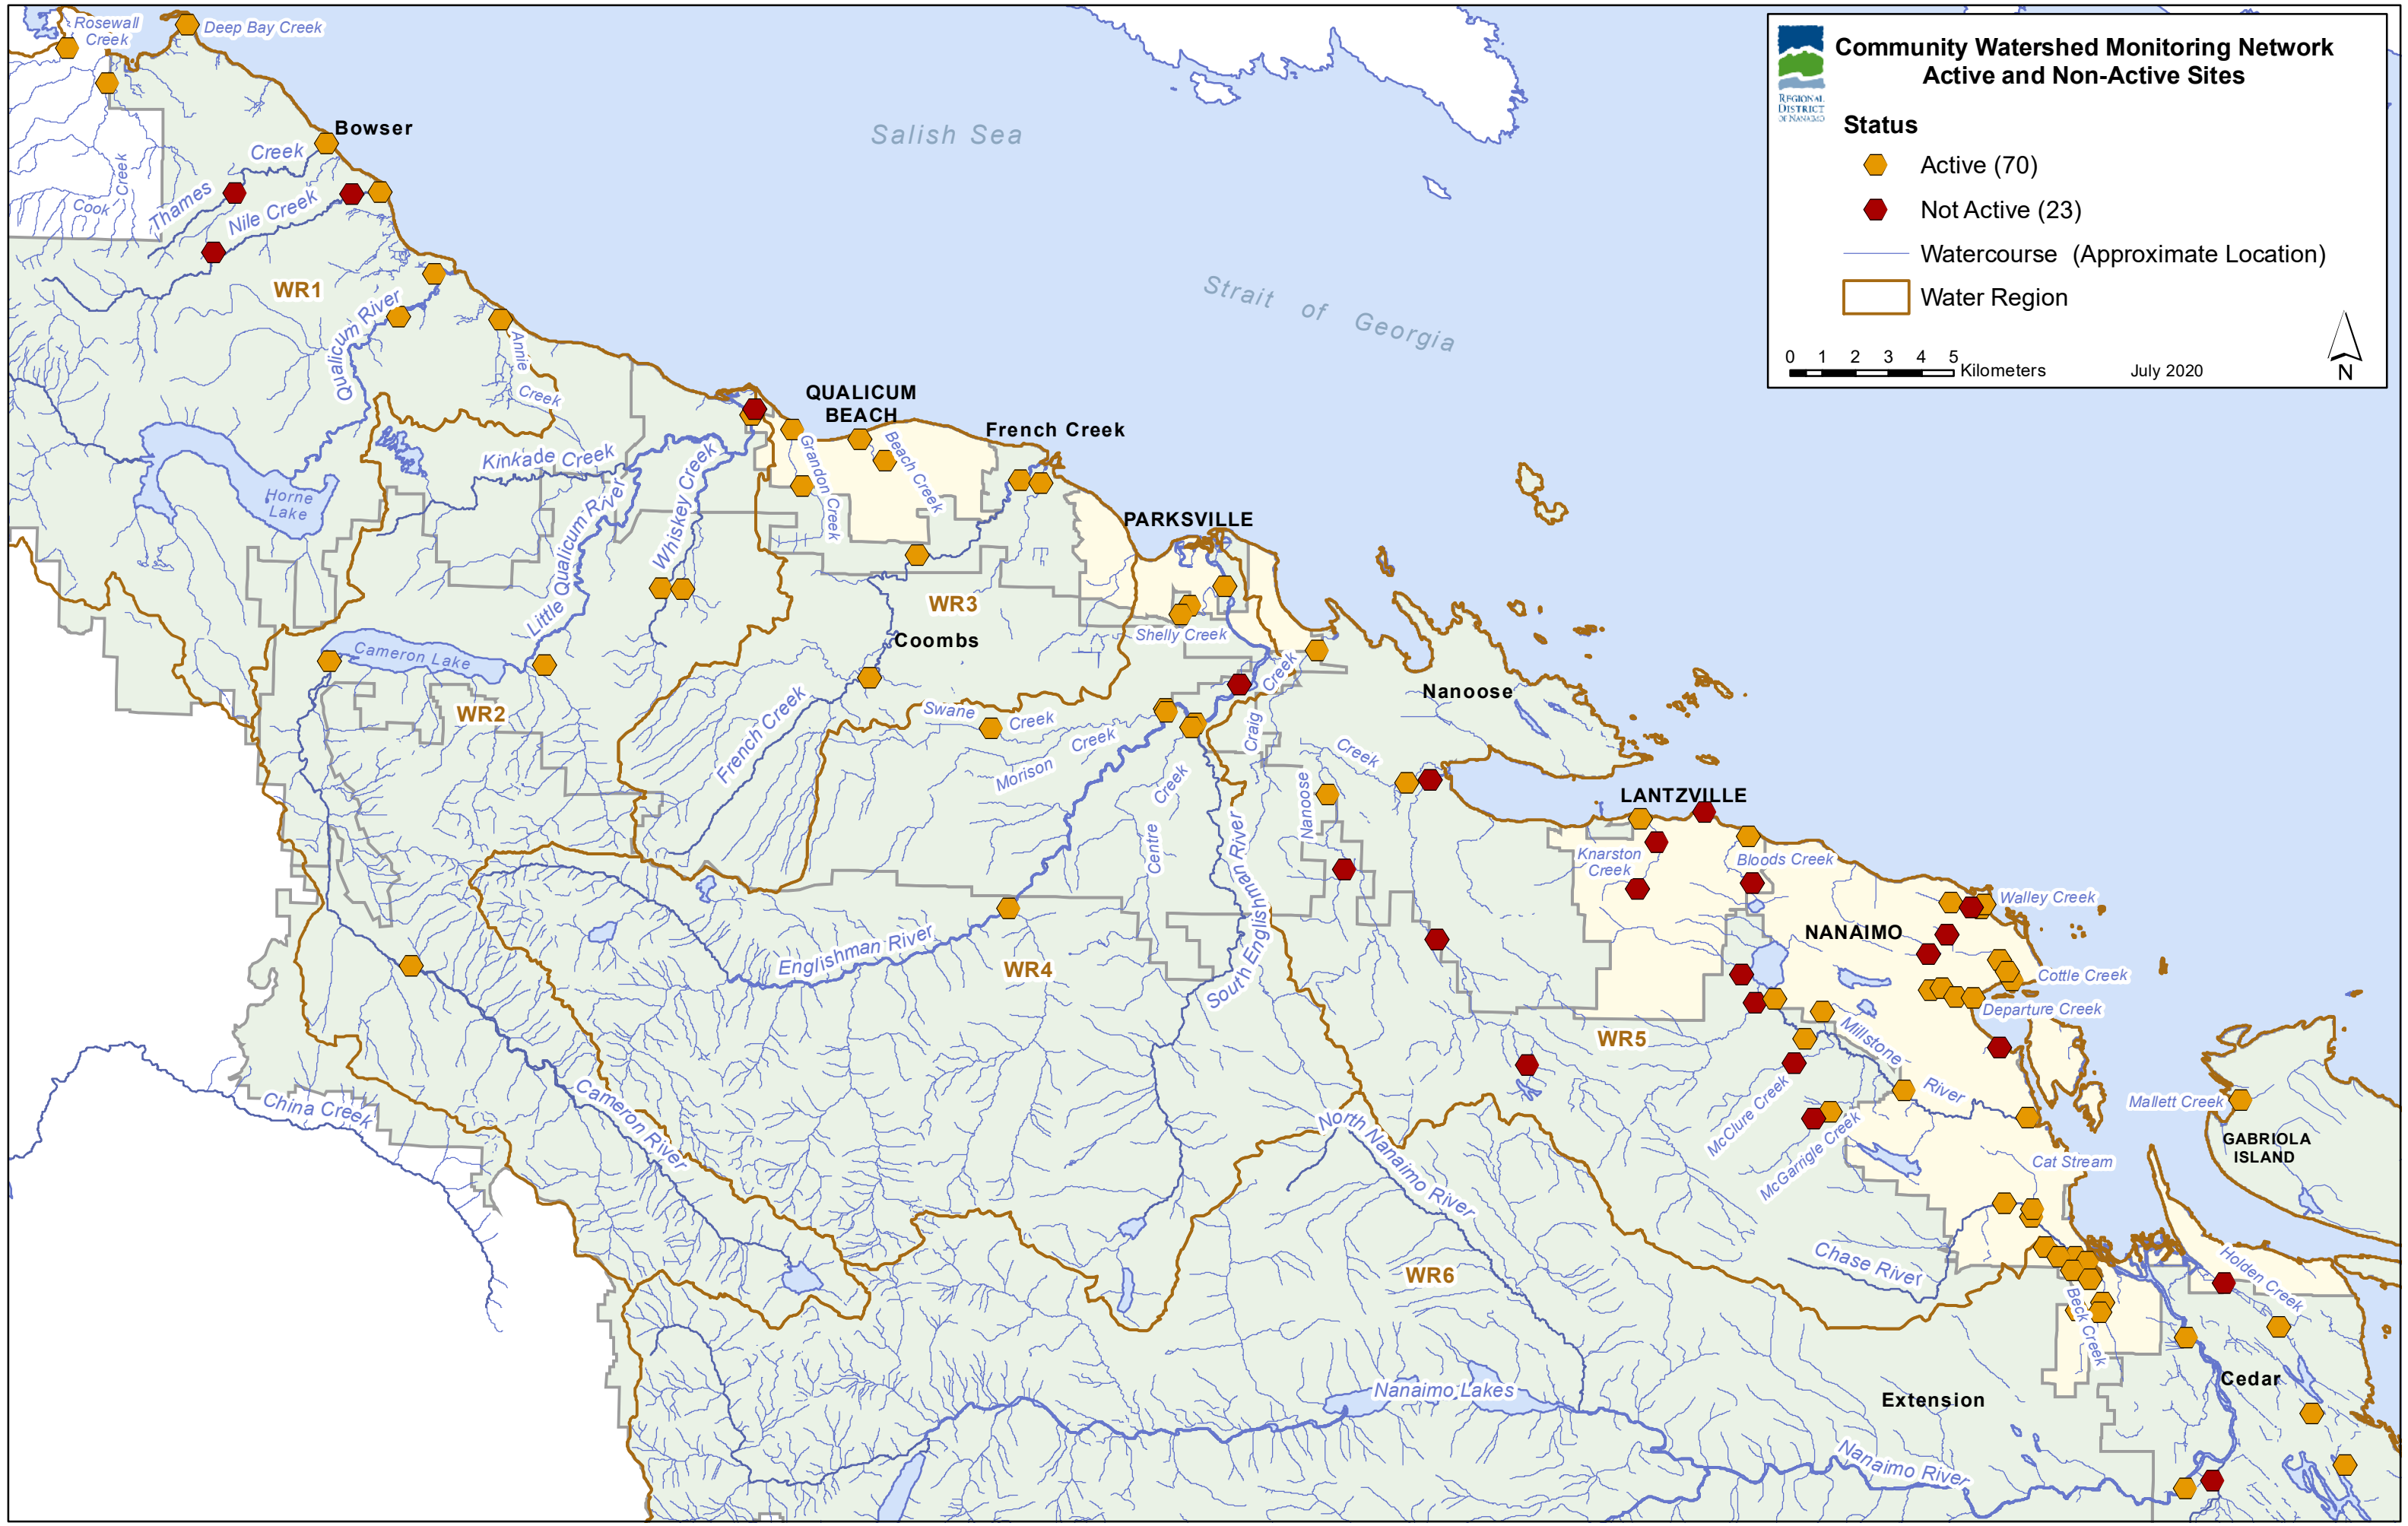 Community Watershed Monitoring Network
Active and Non-Active Sites
REGIONAL
DISTRICT
OF NANAIMO
Status
Active (70)
Not Active (23)
Watercourse (Approximate Location)
Water Region
0 1 2 3 4 5
Kilometers
July 2020
N
Rosewall
Creek
Deep Bay Creek
Bowser
Creek
Thames
Creek
Cook
Nile Creek
Salish Sea
Strait of Georgia
WR1
Qualicum River
Annie
Creek
QUALICUM
BEACH
French Creek
Kinkade Creek
Whiskey Creek
Grandon Creek
Beach Creek
Horne
Lake
Little Qualicum River
PARKSVILLE
WR3
Coombs
Shelly Creek
Cameron Lake
Craig
Creek
Nanoose
WR2
French Creek
Swane Creek
Morison
Creek
Centre
Creek
Nanoose
Creek
LANTZVILLE
Knarston
Creek
Bloods Creek
Walley Creek
NANAIMO
Englishman River
WR4
South Englishman River
Cottle Creek
Departure Creek
WR5
Millstone
River
McClure Creek
McGarrigle Creek
Mallett Creek
GABRIOLA
ISLAND
Cat Stream
China Creek
Cameron River
North Nanaimo River
WR6
Chase River
Holden Creek
Beck Creek
Cedar
Extension
Nanaimo Lakes
Nanaimo River